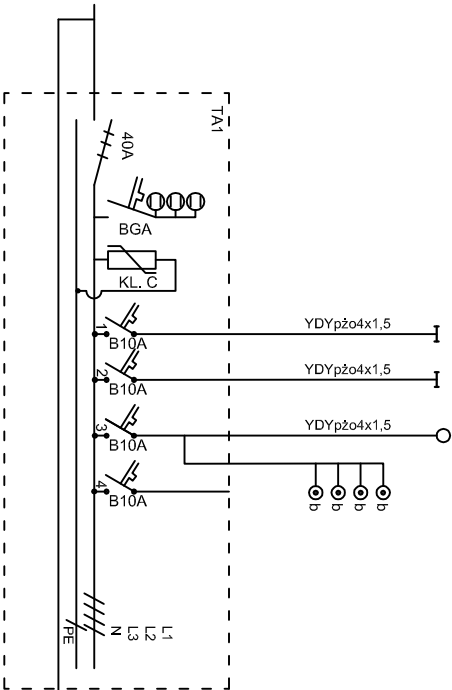 TA1
40A
BGA
KL. C
1
B10A
YDYpżo4x1,5
2
B10A
YDYpżo4x1,5
3
B10A
YDYpżo4x1,5
b
b
b
b
4
B10A
L1
L2
L3
N
PE